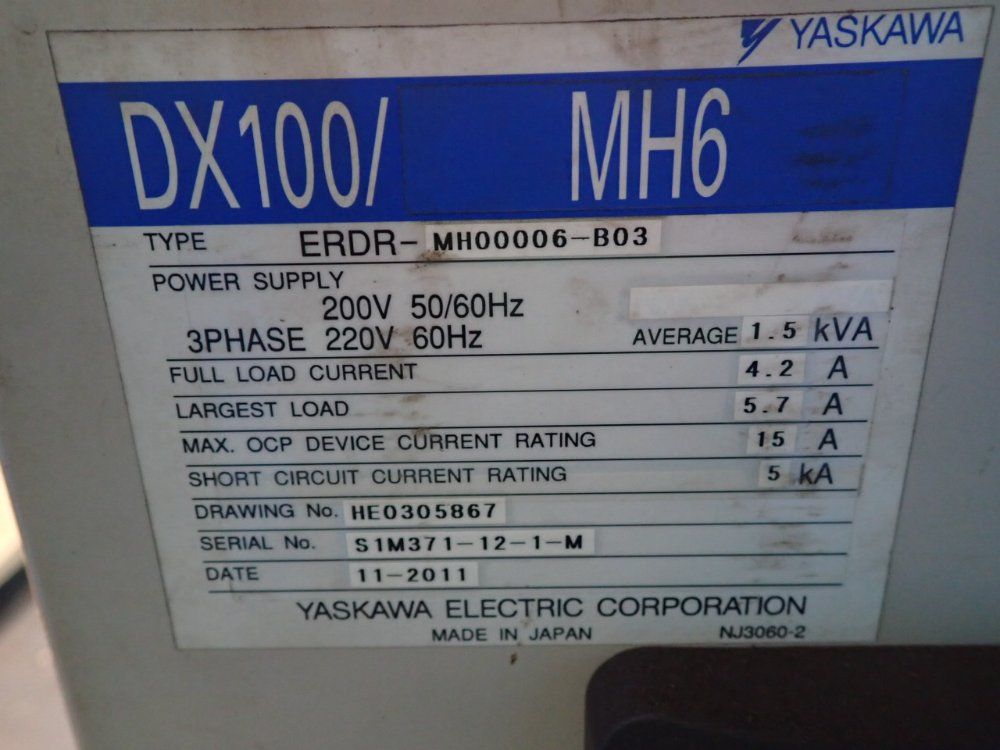 YASKAWA
DX100/ MH6
TYPE ERDR-MH00006-B03
POWER SUPPLY
200V 50/60Hz
3PHASE 220V 60Hz AVERAGE 1.5 kVA
FULL LOAD CURRENT 4.2 A
LARGEST LOAD 5.7 A
MAX. OCP DEVICE CURRENT RATING 15 A
SHORT CIRCUIT CURRENT RATING 5 kA
DRAWING No. HE0305867
SERIAL No. S1M371-12-1-M
DATE 11-2011
YASKAWA ELECTRIC CORPORATION
MADE IN JAPAN NJ3060-2